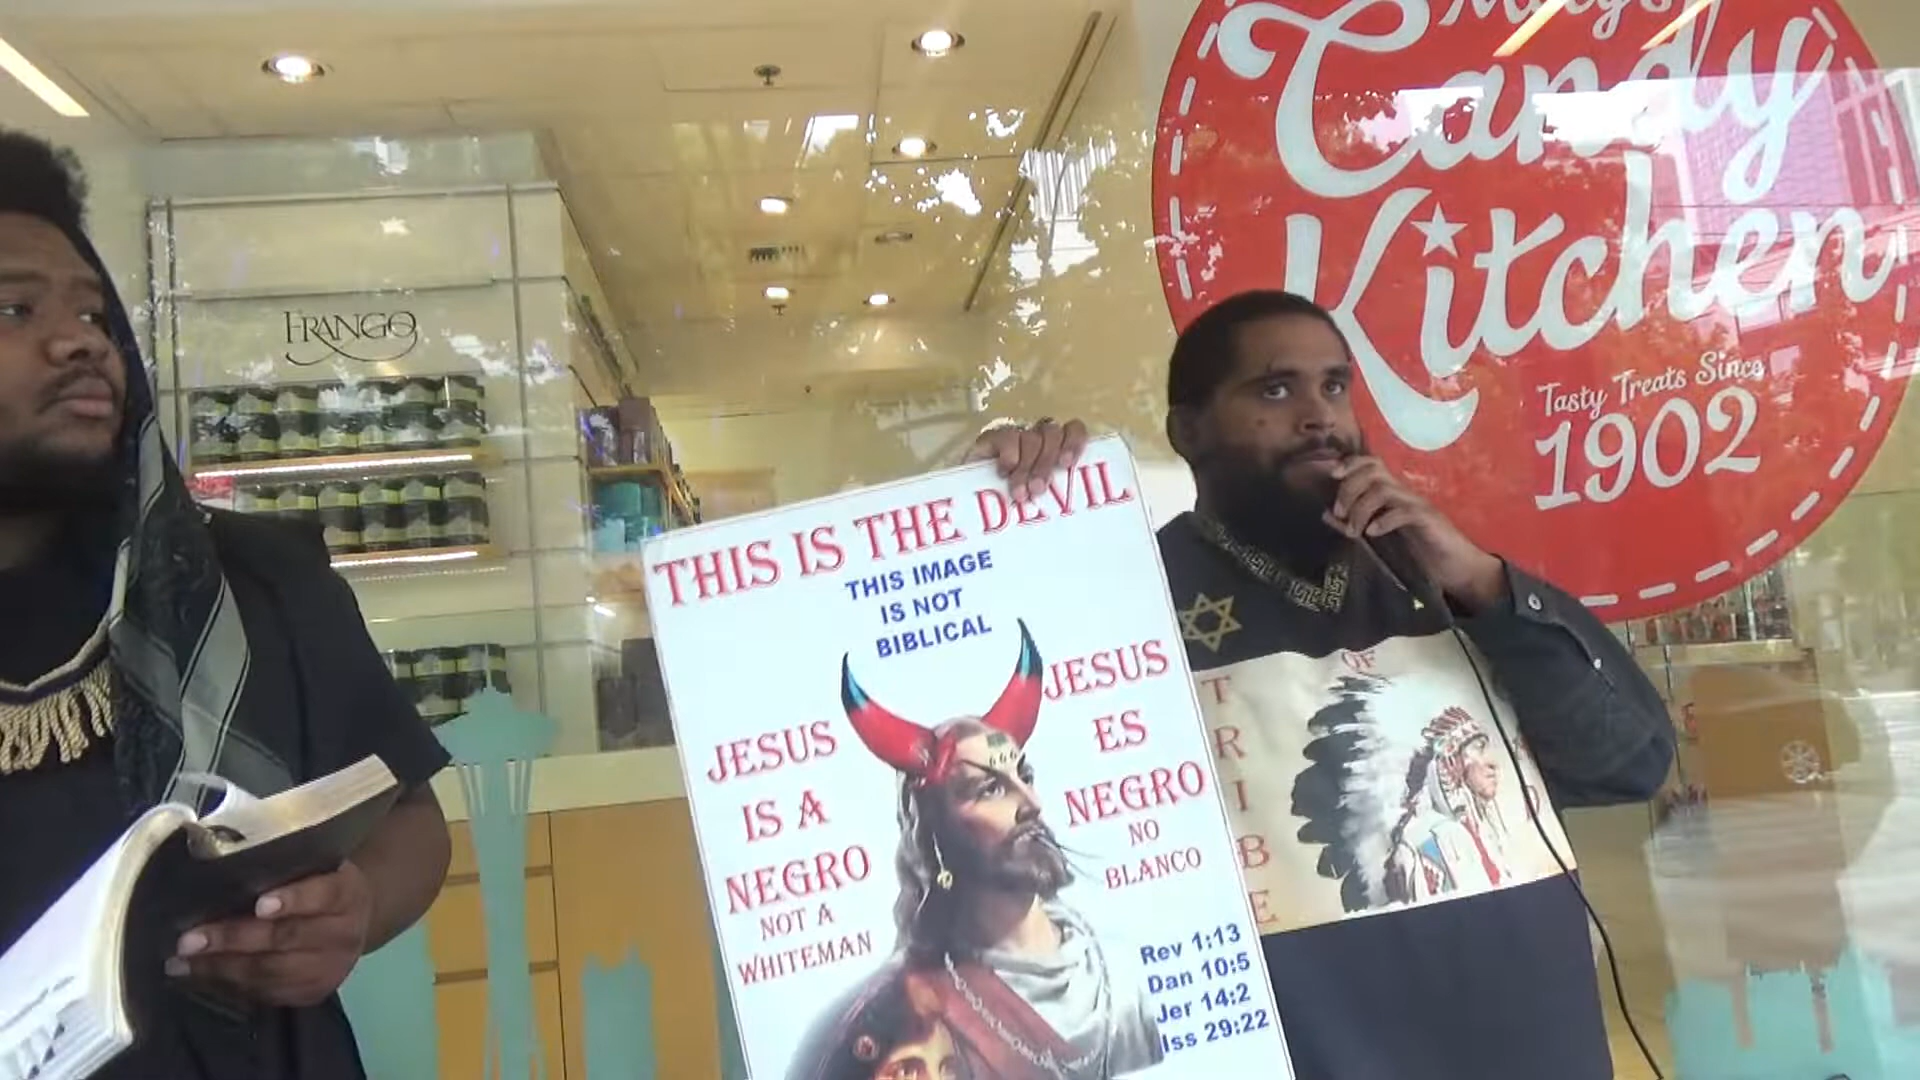 Macy's
Candy
Kitchen
Tasty Treats Since
1902
FRANGO
THIS IS THE DEVIL
THIS IMAGE
IS NOT
BIBLICAL
JESUS
IS A
NEGRO
NOT A
WHITEMAN
JESUS
ES
NEGRO
NO
BLANCO
Rev 1:13
Dan 10:5
Jer 14:2
Iss 29:22
666
TRIBE
OF